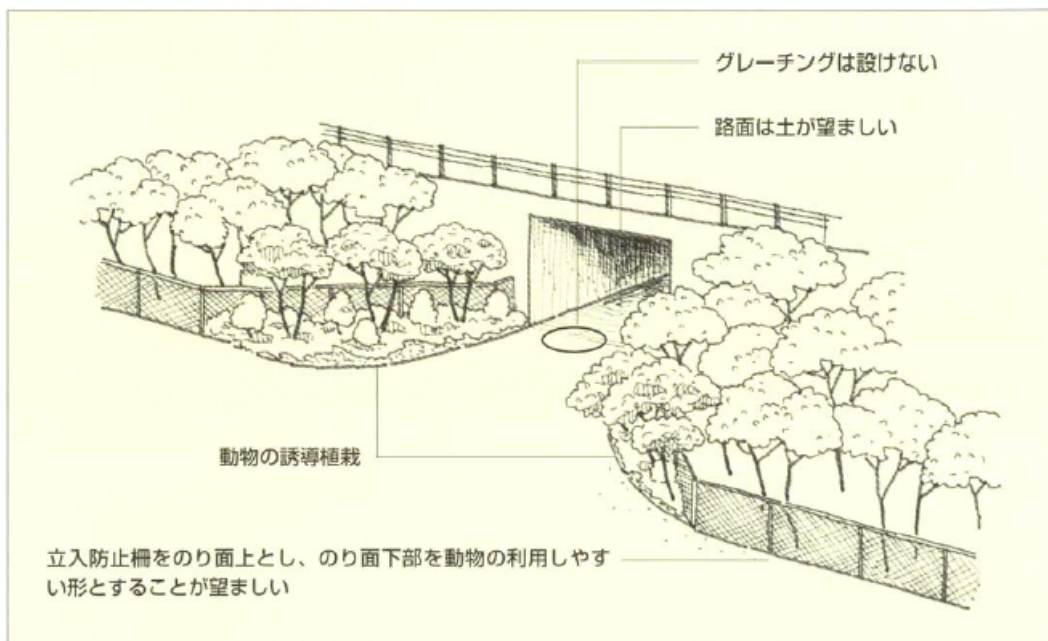 グレーチングは設けない
路面は土が望ましい
動物の誘導植栽
立入防止柵をのり面上とし、のり面下部を動物の利用しやす
い形とすることが望ましい